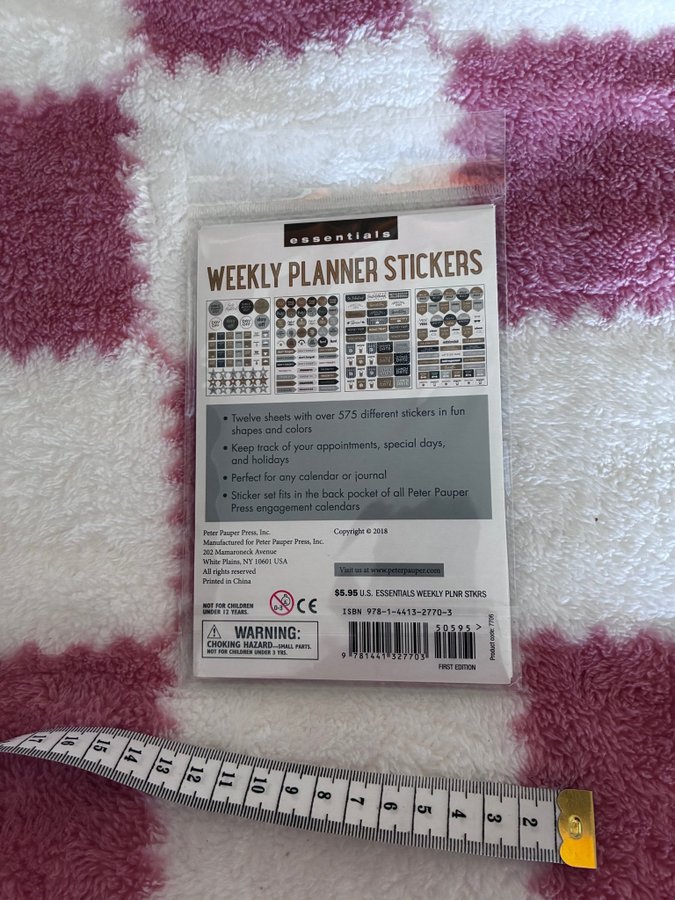 essentials
WEEKLY PLANNER STICKERS
• Twelve sheets with over 575 different stickers in fun
shapes and colors
• Keep track of your appointments, special days,
and holidays
• Perfect for any calendar or journal
• Sticker set fits in the back pocket of all Peter Pauper
Press engagement calendars
Peter Pauper Press, Inc.
Manufactured for Peter Pauper Press, Inc.
202 Mamaroneck Avenue
White Plains, NY 10601 USA
All rights reserved
Printed in China
Copyright © 2018
Visit us at www.peterpauper.com
$5.95 U.S. ESSENTIALS WEEKLY PLNR STKRS
NOT FOR CHILDREN
UNDER 12 YEARS.
0-3
CE
ISBN 978-1-4413-2770-3
50595 >
WARNING:
CHOKING HAZARD—SMALL PARTS.
NOT FOR CHILDREN UNDER 3 YRS.
9 781441 327703
FIRST EDITION
Product code: 7706
17 16 15 14 13 12 11 10 9 8 7 6 5 4 3 2